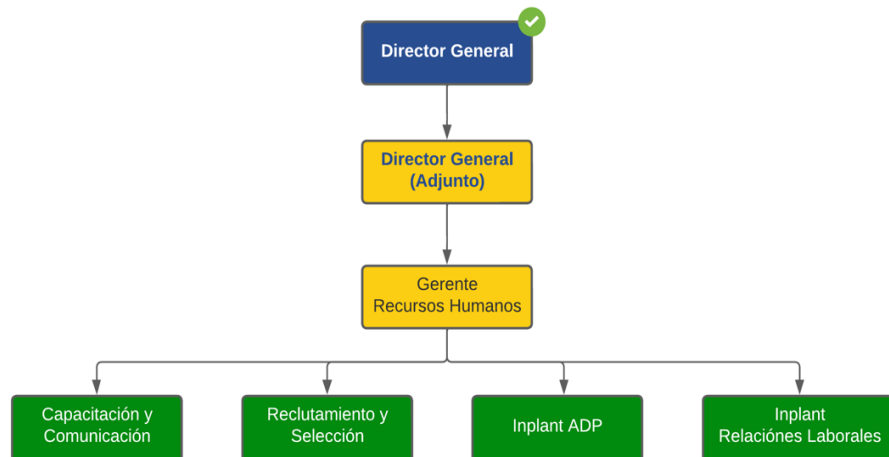 Director General
Director General
(Adjunto)
Gerente
Recursos Humanos
Capacitación y
Comunicación
Reclutamiento y
Selección
Inplant ADP
Inplant
Relaciónes Laborales